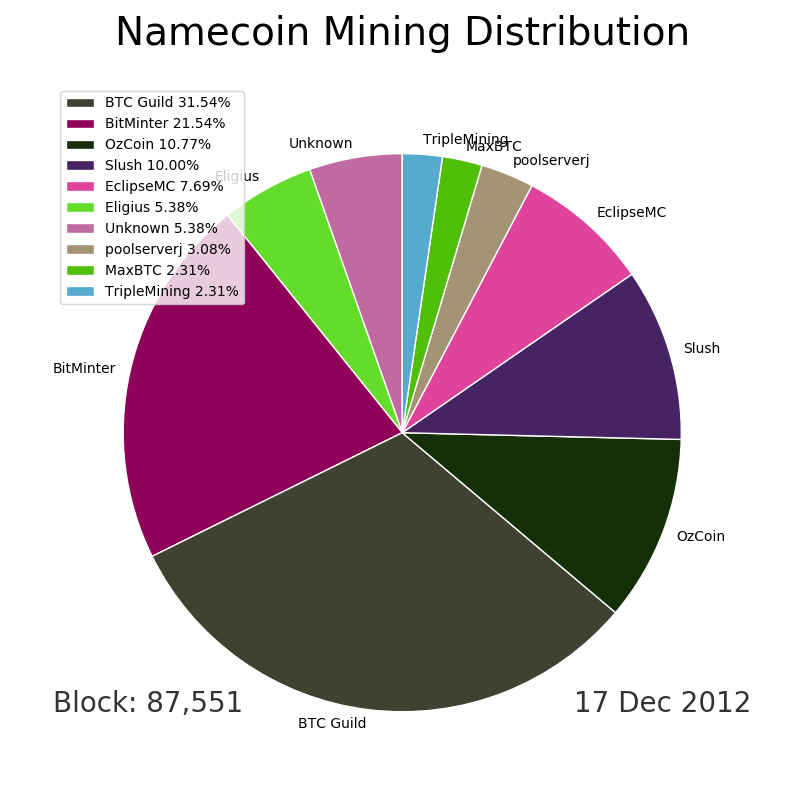 Namecoin Mining Distribution
BTC Guild 31.54%
BitMinter 21.54%
OzCoin 10.77%
Slush 10.00%
EclipseMC 7.69%
Eligius 5.38%
Unknown 5.38%
poolserverj 3.08%
MaxBTC 2.31%
TripleMining 2.31%
TripleMining
MaxBTC
poolserverj
EclipseMC
Slush
OzCoin
BTC Guild
BitMinter
Eligius
Unknown
Block: 87,551
17 Dec 2012